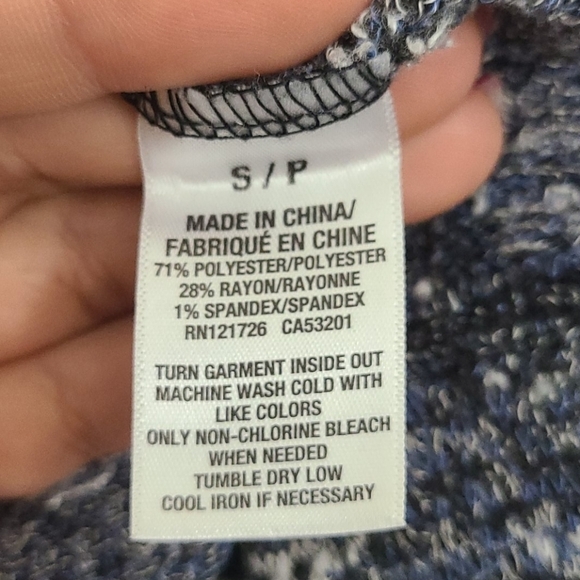 S / P
MADE IN CHINA/
FABRIQUÉ EN CHINE
71% POLYESTER/POLYESTER
28% RAYON/RAYONNE
1% SPANDEX/SPANDEX
RN121726 CA53201
TURN GARMENT INSIDE OUT
MACHINE WASH COLD WITH
LIKE COLORS
ONLY NON-CHLORINE BLEACH
WHEN NEEDED
TUMBLE DRY LOW
COOL IRON IF NECESSARY